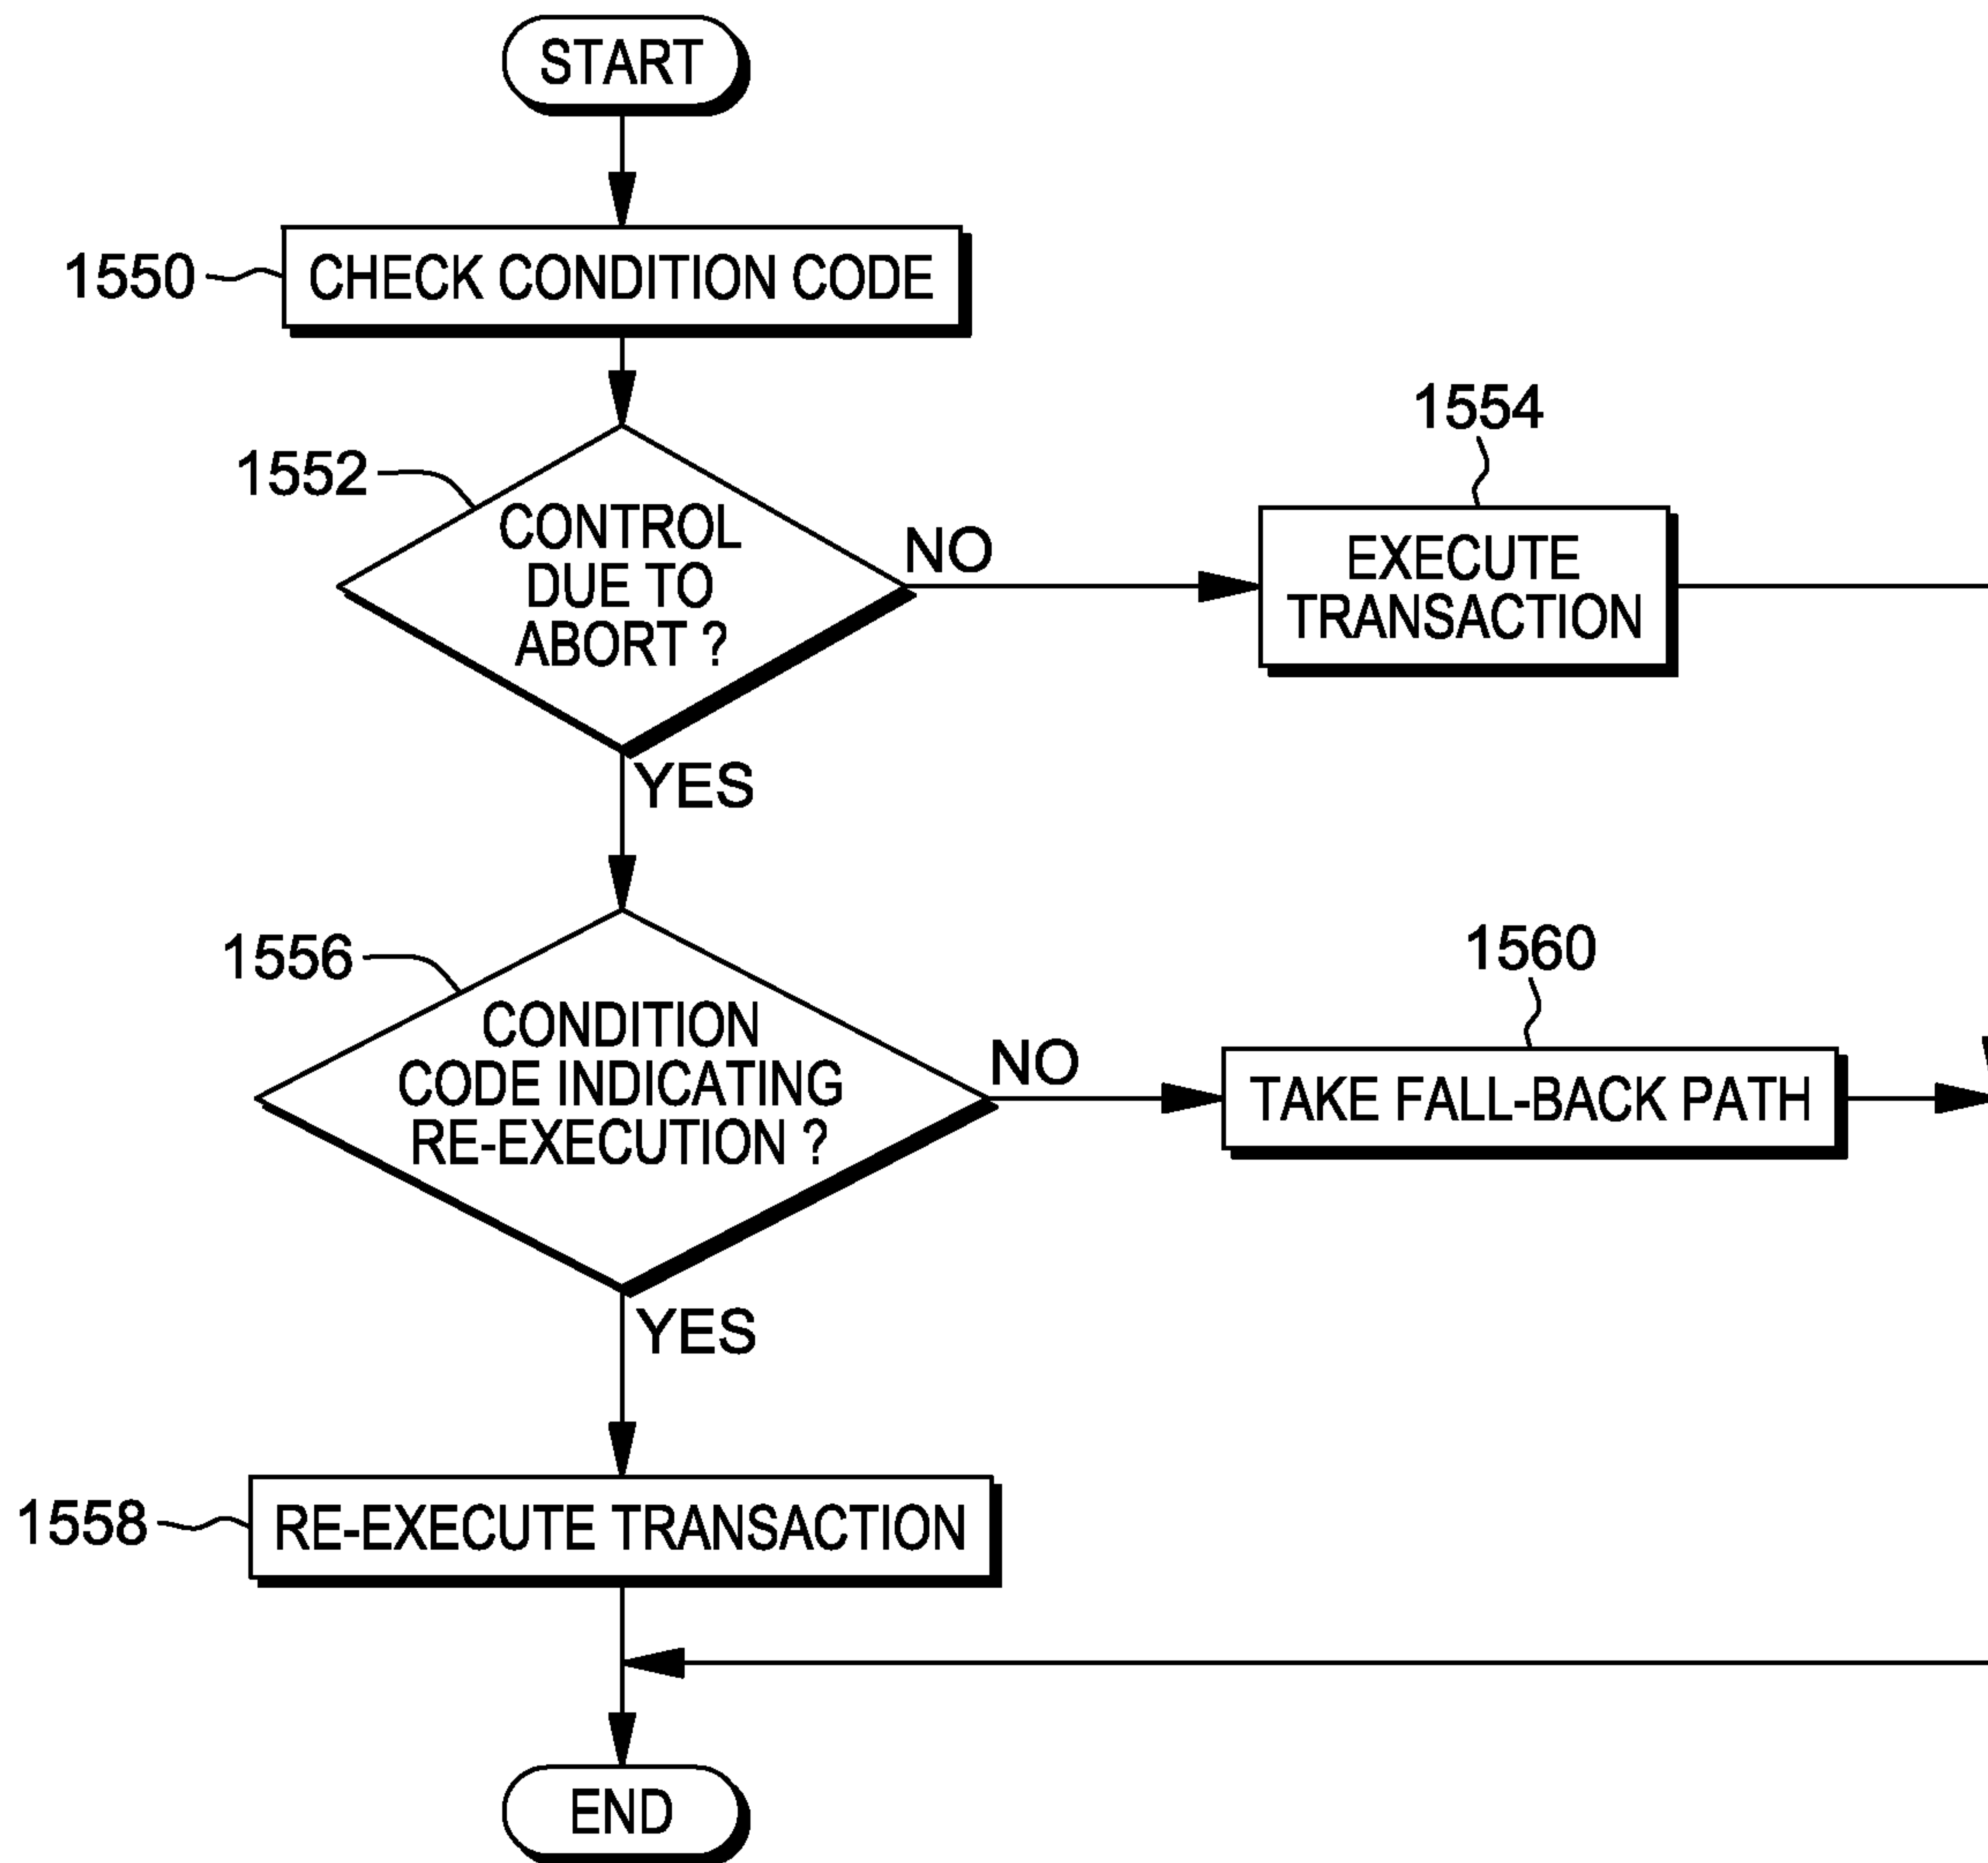 START
1550
CHECK CONDITION CODE
1552
CONTROL
DUE TO
ABORT ?
NO
1554
EXECUTE
TRANSACTION
YES
1556
CONDITION
CODE INDICATING
RE-EXECUTION ?
NO
1560
TAKE FALL-BACK PATH
YES
1558
RE-EXECUTE TRANSACTION
END